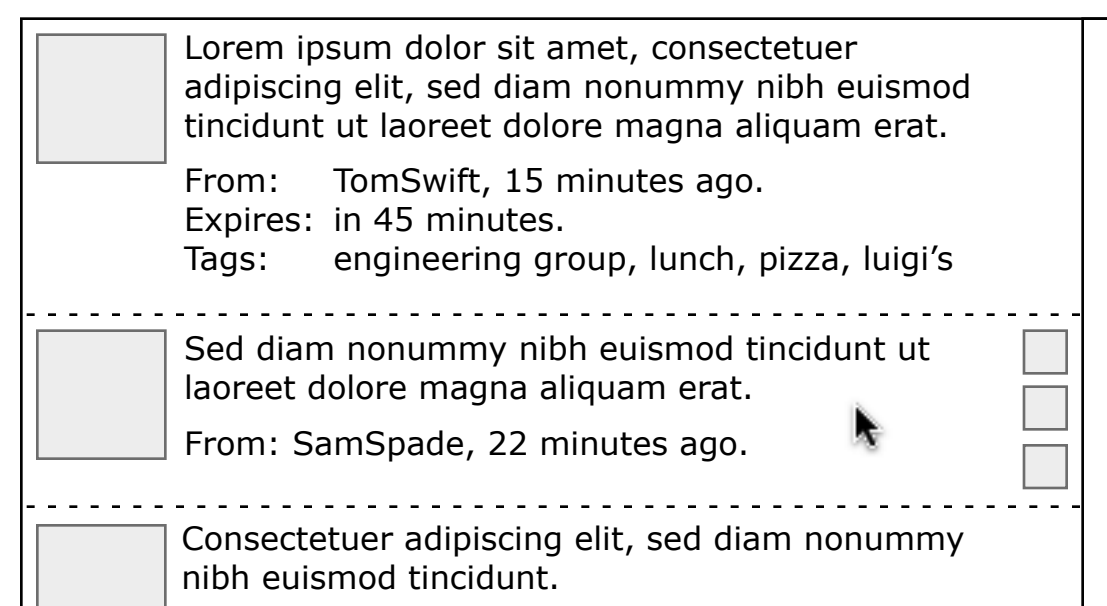 Lorem ipsum dolor sit amet, consectetuer
adipiscing elit, sed diam nonummy nibh euismod
tincidunt ut laoreet dolore magna aliquam erat.
From: TomSwift, 15 minutes ago.
Expires: in 45 minutes.
Tags: engineering group, lunch, pizza, luigi’s
Sed diam nonummy nibh euismod tincidunt ut
laoreet dolore magna aliquam erat.
From: SamSpade, 22 minutes ago.
Consectetuer adipiscing elit, sed diam nonummy
nibh euismod tincidunt.